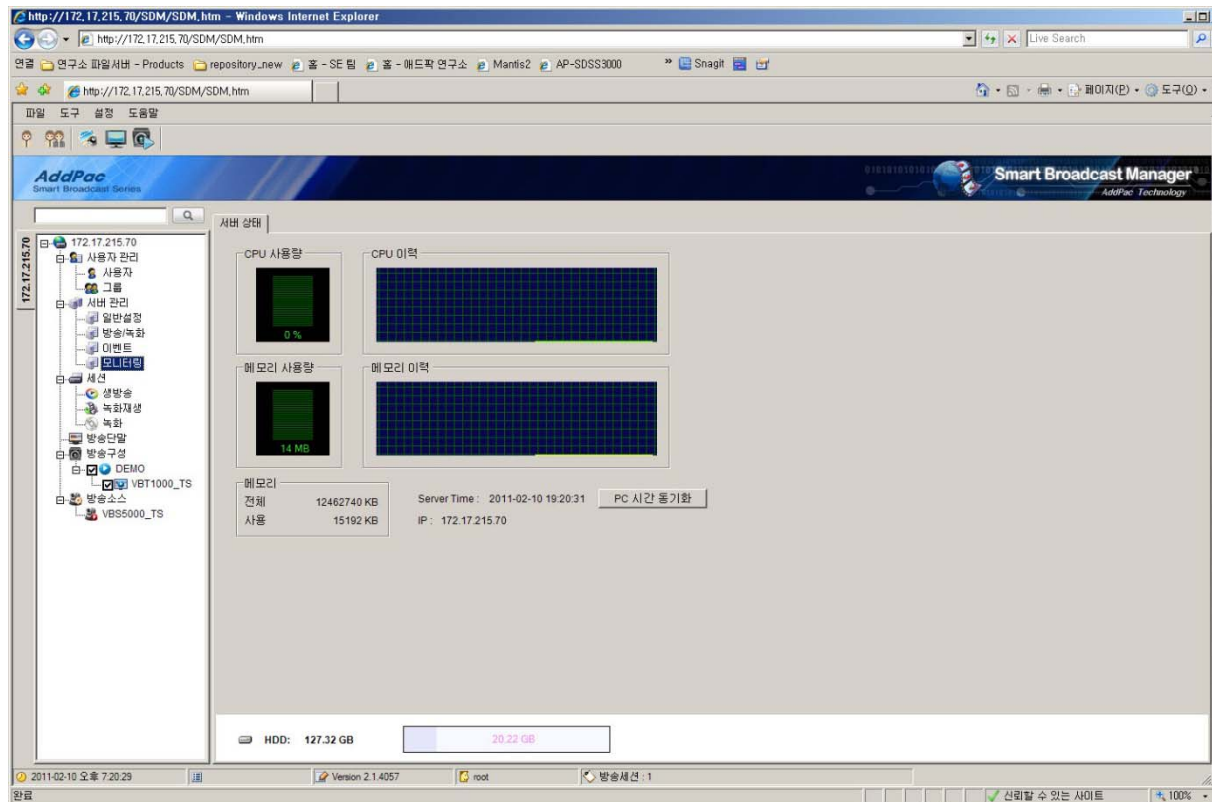 http://172.17.215.70/SDM/SDM.htm - Windows Internet Explorer
http://172.17.215.70/SDM/SDM.htm
Live Search
연결 연구소 파일서버 - Products repository_new 홈 - SE 팀 홈 - 애드팍 연구소 Mantis2 AP-SDSS3000 » Snagit
http://172.17.215.70/SDM/SDM.htm
페이지(P) 도구(O)
파일 도구 설정 도움말
AddPac
Smart Broadcast Series
Smart Broadcast Manager
AddPac Technology
172.17.215.70
172.17.215.70
사용자 관리
사용자
그룹
서버 관리
일반설정
방송/녹화
이벤트
모니터링
세션
생방송
녹화재생
녹화
방송단말
방송구성
DEMO
VBT1000_TS
방송소스
VBS5000_TS
서버 상태
CPU 사용량
0 %
CPU 이력
메모리 사용량
14 MB
메모리 이력
메모리
전체 12462740 KB
사용 15192 KB
Server Time : 2011-02-10 19:20:31 PC 시간 동기화
IP : 172.17.215.70
HDD: 127.32 GB 20.22 GB
2011-02-10 오후 7:20:29 Version 2.1.4057 root 방송세션 : 1
완료 신뢰할 수 있는 사이트 100%